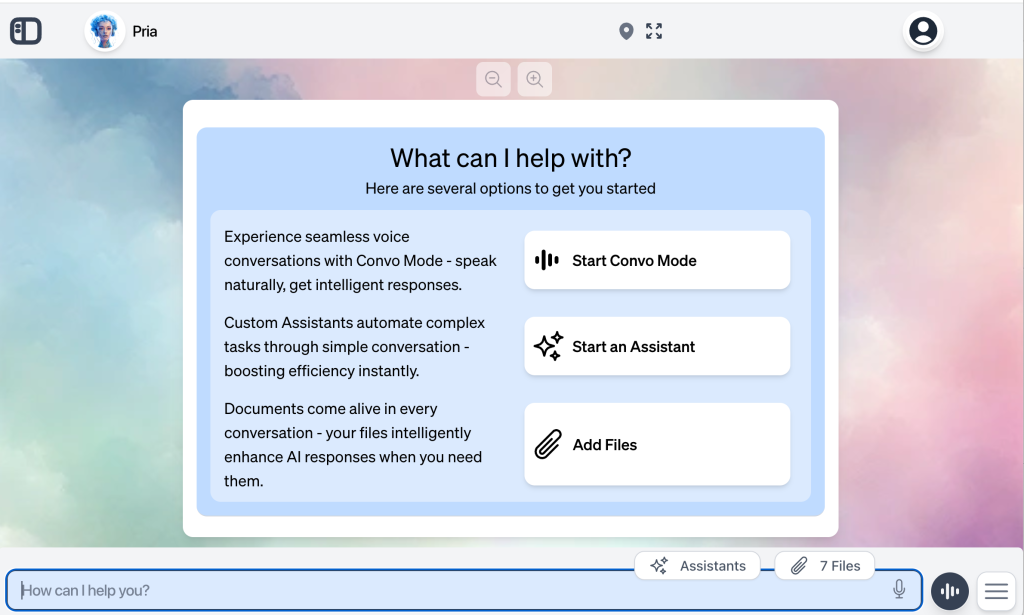 Pria
What can I help with?
Here are several options to get you started
Experience seamless voice
conversations with Convo Mode - speak
naturally, get intelligent responses.
Start Convo Mode
Custom Assistants automate complex
tasks through simple conversation -
boosting efficiency instantly.
Start an Assistant
Documents come alive in every
conversation - your files intelligently
enhance AI responses when you need
them.
Add Files
Assistants
7 Files
How can I help you?